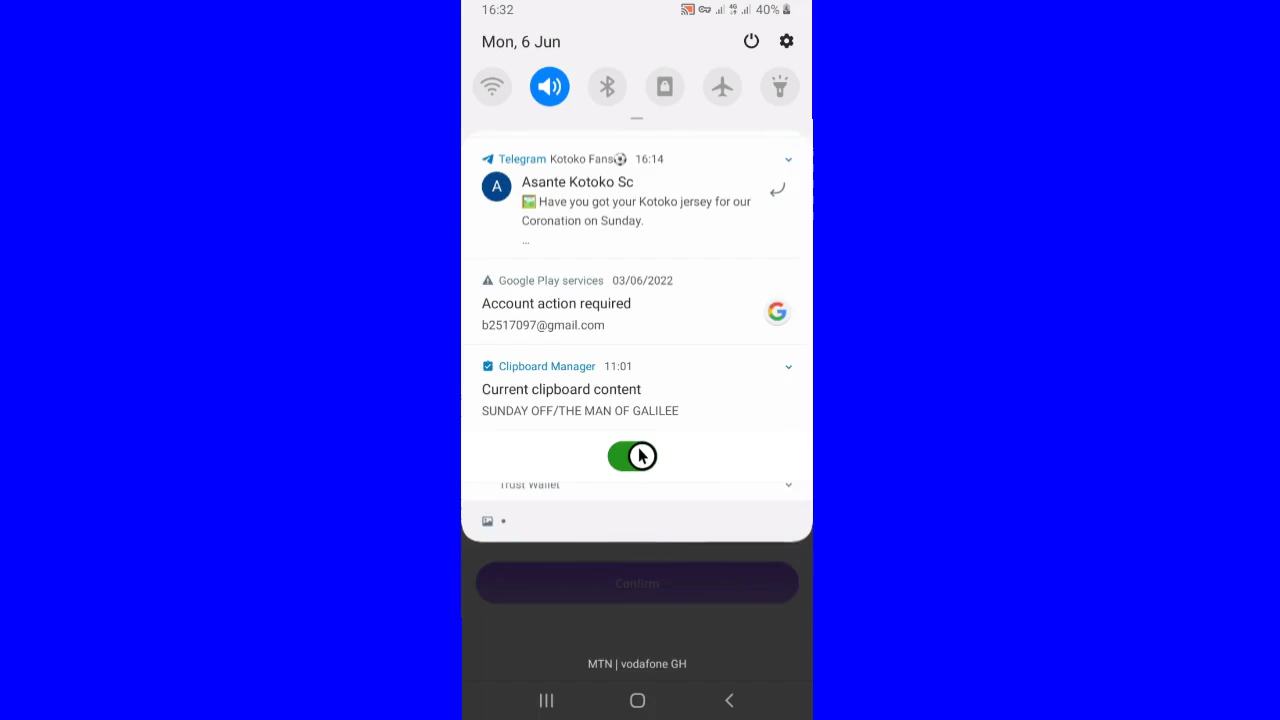 16:32
4G 40%
Mon, 6 Jun
Telegram Kotoko Fans⚽ 16:14
A
Asante Kotoko Sc
🖼️ Have you got your Kotoko jersey for our
Coronation on Sunday.
...
Google Play services 03/06/2022
Account action required
b2517097@gmail.com
G
Clipboard Manager 11:01
Current clipboard content
SUNDAY OFF/THE MAN OF GALILEE
Trust Wallet
Confirm
MTN | vodafone GH